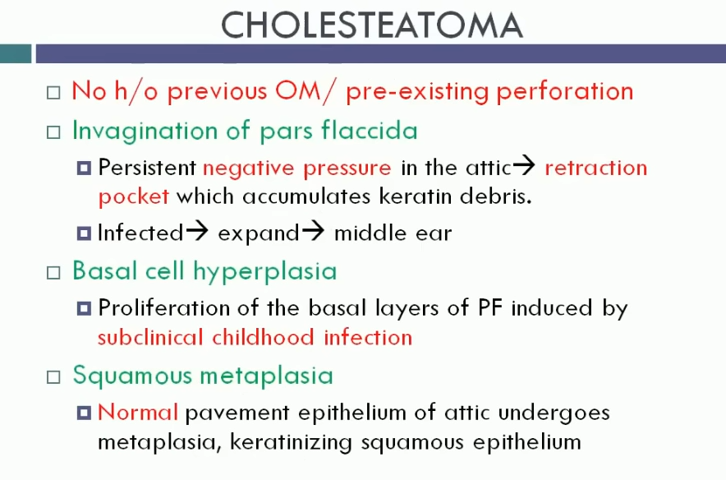 CHOLESTEATOMA
No h/o previous OM/ pre-existing perforation
Invagination of pars flaccida
Persistent negative pressure in the attic→ retraction
pocket which accumulates keratin debris.
Infected→ expand→ middle ear
Basal cell hyperplasia
Proliferation of the basal layers of PF induced by
subclinical childhood infection
Squamous metaplasia
Normal pavement epithelium of attic undergoes
metaplasia, keratinizing squamous epithelium